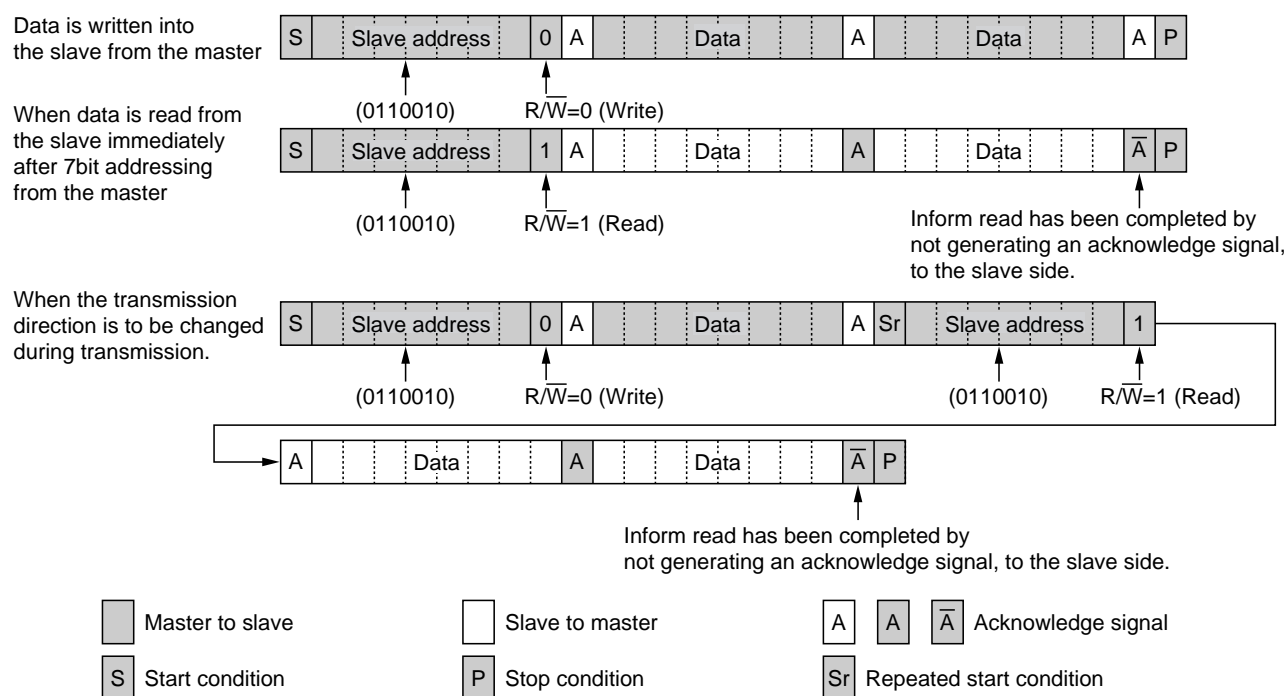 Data is written into
the slave from the master
S Slave address 0 A Data A Data A P
(0110010) R/W̅=0 (Write)
When data is read from
the slave immediately
after 7bit addressing
from the master
S Slave address 1 A Data A Data A̅ P
(0110010) R/W̅=1 (Read)
Inform read has been completed by
not generating an acknowledge signal,
to the slave side.
When the transmission
direction is to be changed
during transmission.
S Slave address 0 A Data A Sr Slave address 1
(0110010) R/W̅=0 (Write) (0110010) R/W̅=1 (Read)
A Data A Data A̅ P
Inform read has been completed by
not generating an acknowledge signal, to the slave side.
Master to slave Slave to master A A A̅ Acknowledge signal
S Start condition P Stop condition Sr Repeated start condition